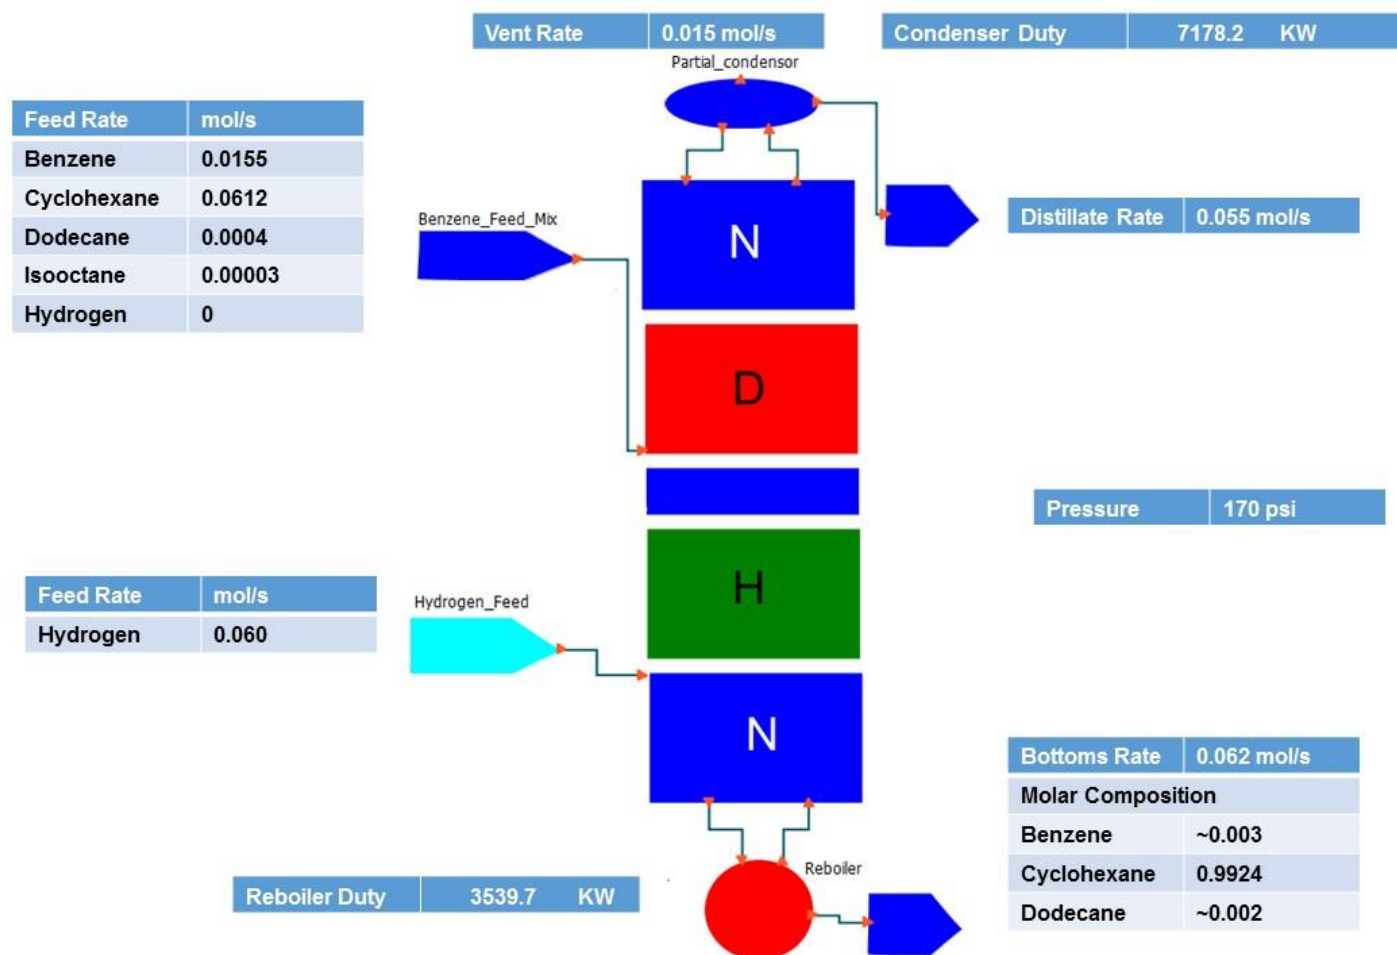 Vent Rate 0.015 mol/s
Condenser Duty 7178.2 KW
Partial_condensor
Feed Rate mol/s
Benzene 0.0155
Cyclohexane 0.0612
Dodecane 0.0004
Isooctane 0.00003
Hydrogen 0
Benzene_Feed_Mix
N
Distillate Rate 0.055 mol/s
D
Pressure 170 psi
Feed Rate mol/s
Hydrogen 0.060
Hydrogen_Feed
H
N
Bottoms Rate 0.062 mol/s
Molar Composition
Benzene ~0.003
Cyclohexane 0.9924
Dodecane ~0.002
Reboiler
Reboiler Duty 3539.7 KW